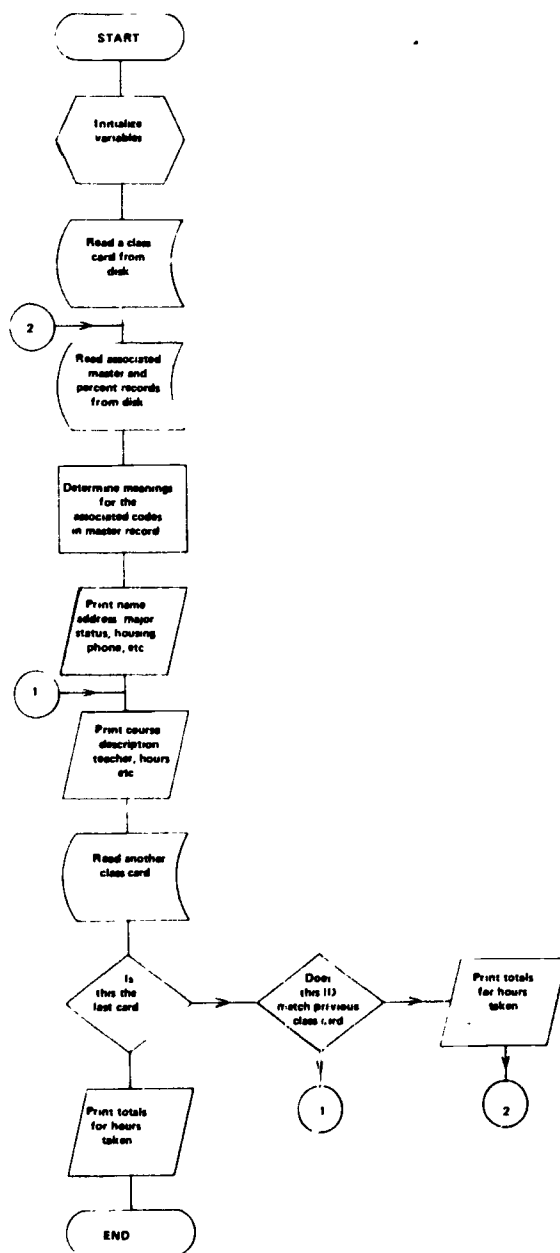 START
Initialize
variables
Read a class
card from
disk
2
Read associated
master and
percent records
from disk
Determine meanings
for the
associated codes
in master record
Print name
address major
status, housing
phone, etc
1
Print course
description
teacher, hours
etc
Read another
class card
Is
this the
last card
Does
this ID
match previous
class card
Print totals
for hours
taken
1
2
Print totals
for hours
taken
END